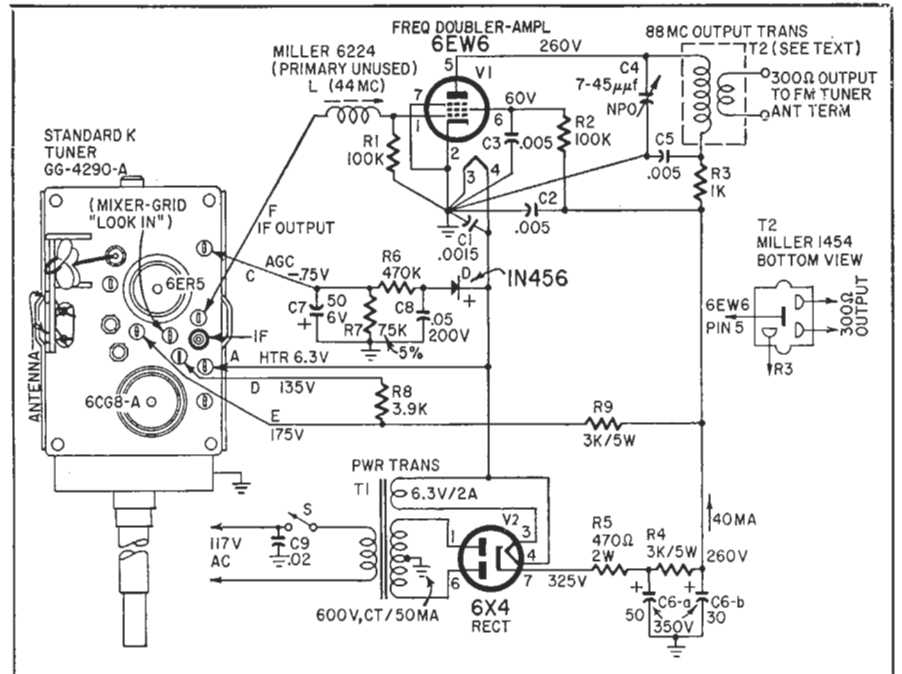 FREQ DOUBLER-AMPL
6EW6
260V
88MC OUTPUT TRANS
T2 (SEE TEXT)
MILLER 6224
(PRIMARY UNUSED)
L (44MC)
5
V1
7
1
6
60V
2
3
4
C4
7-45µµf
NPO
300Ω OUTPUT
TO FM TUNER
ANT TERM
R1
100K
C3
.005
R2
100K
C5
.005
R3
1K
C2
.005
C1
.0015
STANDARD K
TUNER
GG-4290-A
(MIXER-GRID
"LOOK IN")
F
IF OUTPUT
AGC
C
-.75V
R6
470K
D
+
1N456
6ER5
C7
50
6V
+
R7
75K
5%
C8
.05
200V
IF
A
HTR 6.3V
D
135V
R8
3.9K
E
175V
R9
3K/5W
ANTENNA
6CG8-A
T2
MILLER 1454
BOTTOM VIEW
6EW6
PIN 5
300Ω
OUTPUT
R3
PWR TRANS
T1
6.3V/2A
S
117V
AC
C9
.02
600V,CT/50MA
1
6
V2
3
4
7
6X4
RECT
325V
R5
470Ω
2W
R4
3K/5W
40MA
260V
+
C6-a
50
350V
+
C6-b
30